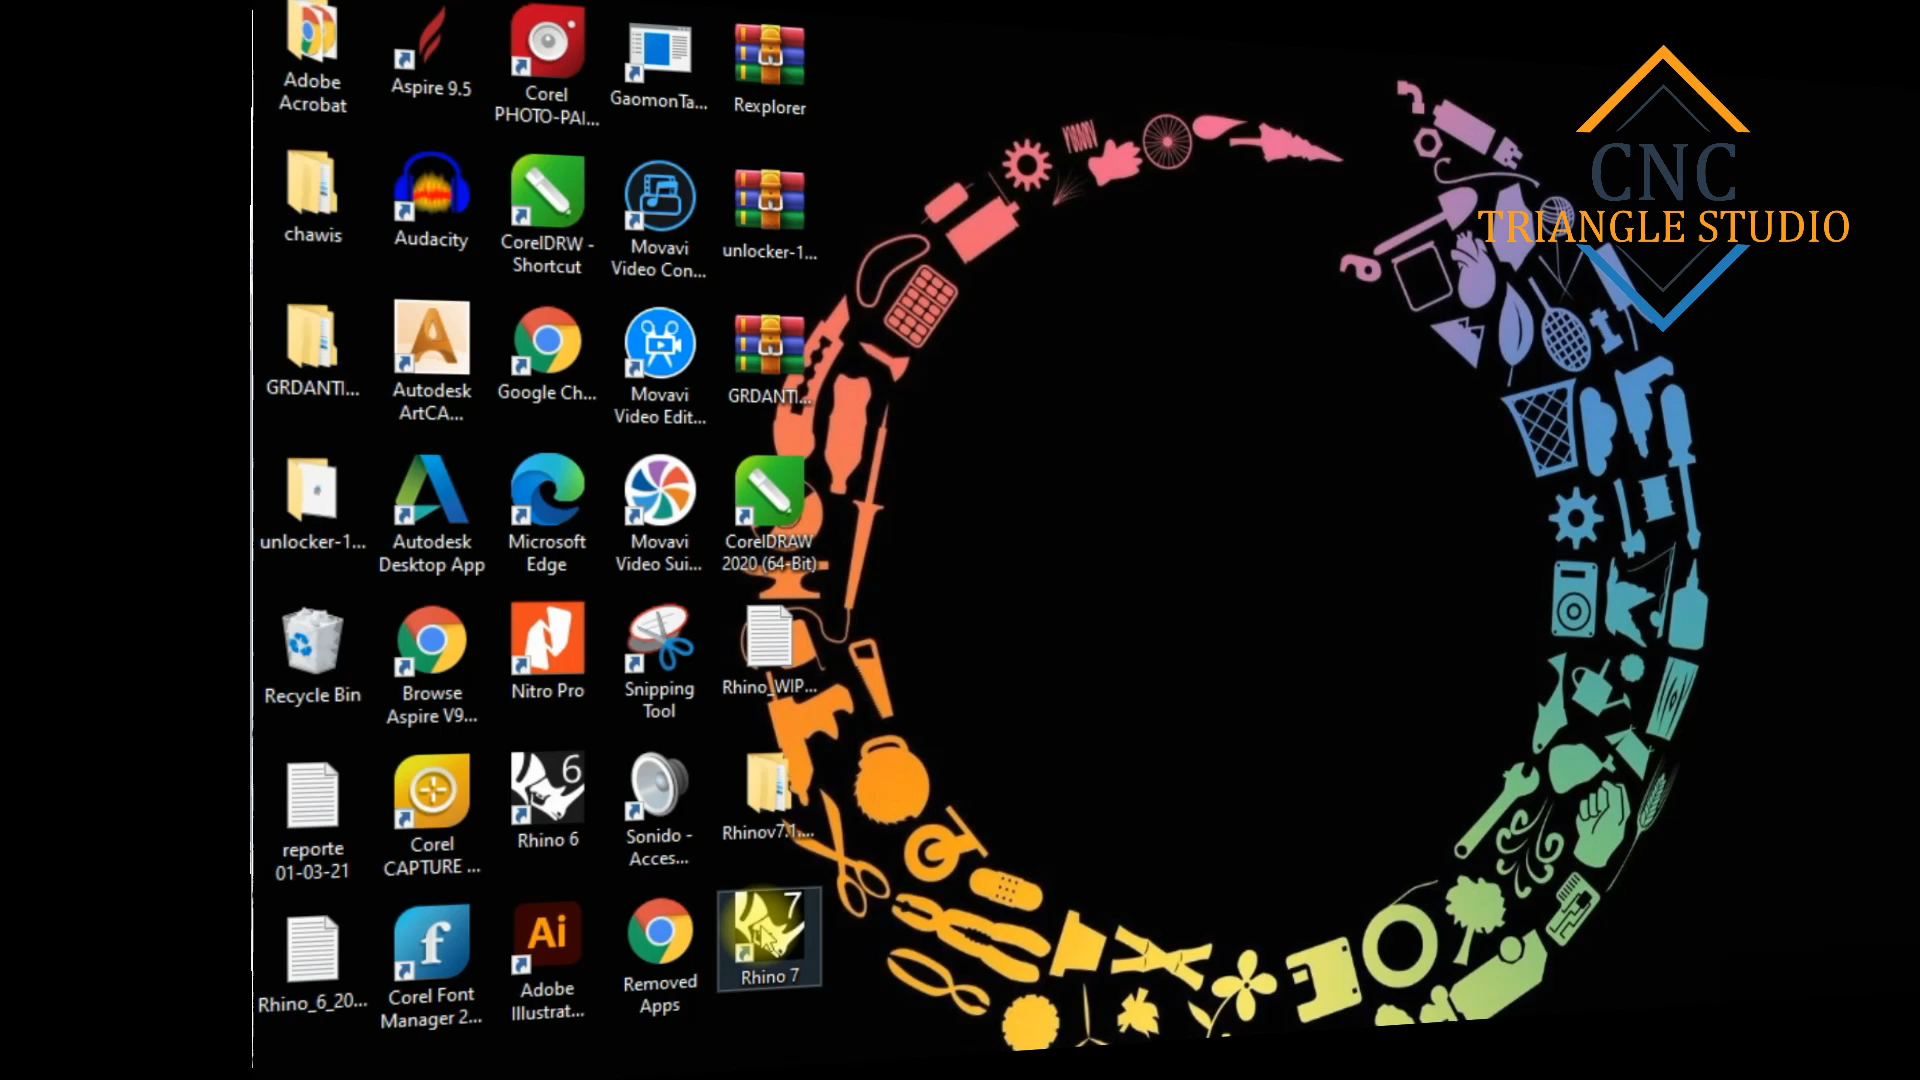 Adobe
Acrobat
Aspire 9.5
Corel
PHOTO-PAI...
GaomonTa...
Rexplorer
chawis
Audacity
CorelDRW -
Shortcut
Movavi
Video Con...
unlocker-1...
GRDANTI...
Autodesk
ArtCA...
Google Ch...
Movavi
Video Edit...
GRDANTI...
unlocker-1...
Autodesk
Desktop App
Microsoft
Edge
Movavi
Video Sui...
CorelDRAW
2020 (64-Bit)
Recycle Bin
Browse
Aspire V9...
Nitro Pro
Snipping
Tool
Rhino_WIP...
reporte
01-03-21
Corel
CAPTURE ...
6
Rhino 6
Sonido -
Acces...
Rhinov7.1....
Rhino_6_20...
f
Corel Font
Manager 2...
Ai
Adobe
Illustrat...
Removed
Apps
7
Rhino 7
CNC
TRIANGLE STUDIO